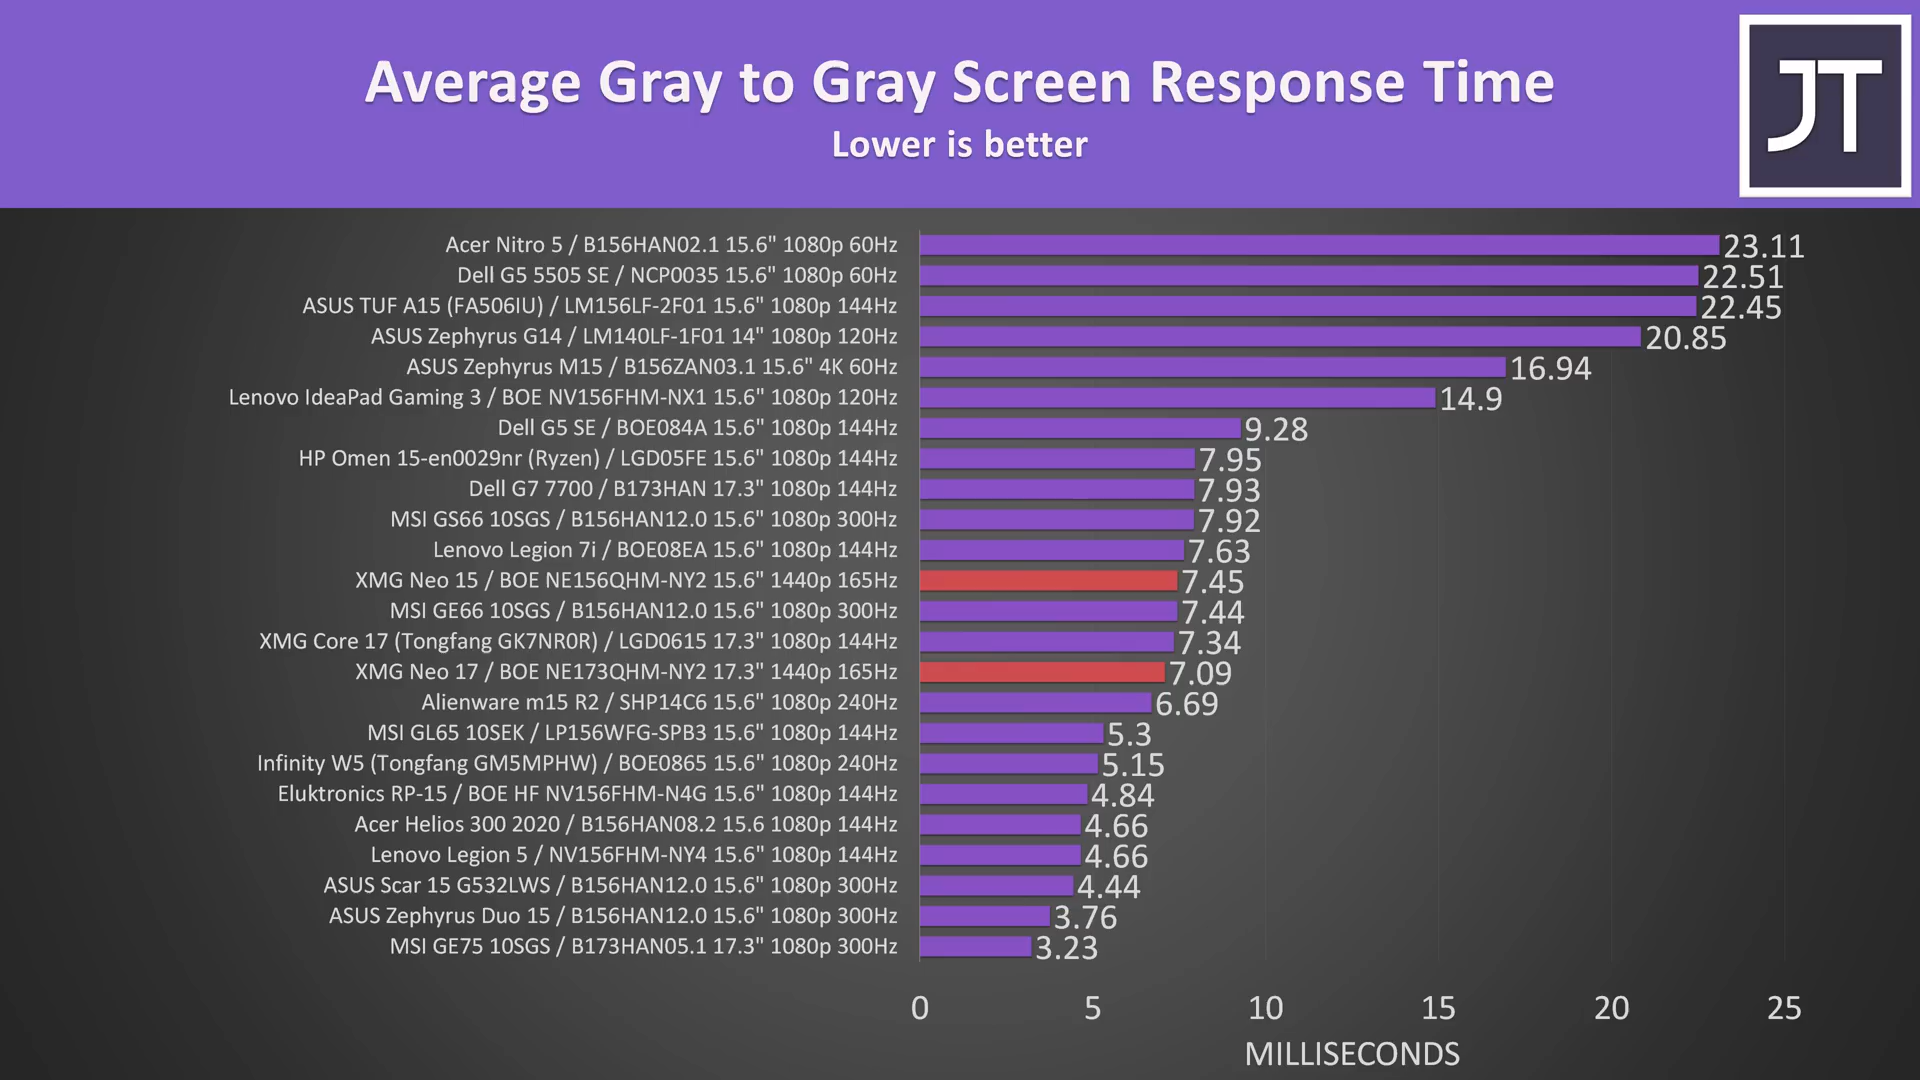 Average Gray to Gray Screen Response Time
JT
Lower is better
Acer Nitro 5 / B156HAN02.1 15.6" 1080p 60Hz 23.11
Dell G5 5505 SE / NCP0035 15.6" 1080p 60Hz 22.51
ASUS TUF A15 (FA506IU) / LM156LF-2F01 15.6" 1080p 144Hz 22.45
ASUS Zephyrus G14 / LM140LF-1F01 14" 1080p 120Hz 20.85
ASUS Zephyrus M15 / B156ZAN03.1 15.6" 4K 60Hz 16.94
Lenovo IdeaPad Gaming 3 / BOE NV156FHM-NX1 15.6" 1080p 120Hz 14.9
Dell G5 SE / BOE084A 15.6" 1080p 144Hz 9.28
HP Omen 15-en0029nr (Ryzen) / LGD05FE 15.6" 1080p 144Hz 7.95
Dell G7 7700 / B173HAN 17.3" 1080p 144Hz 7.93
MSI GS66 10SGS / B156HAN12.0 15.6" 1080p 300Hz 7.92
Lenovo Legion 7i / BOE08EA 15.6" 1080p 144Hz 7.63
XMG Neo 15 / BOE NE156QHM-NY2 15.6" 1440p 165Hz 7.45
MSI GE66 10SGS / B156HAN12.0 15.6" 1080p 300Hz 7.44
XMG Core 17 (Tongfang GK7NR0R) / LGD0615 17.3" 1080p 144Hz 7.34
XMG Neo 17 / BOE NE173QHM-NY2 17.3" 1440p 165Hz 7.09
Alienware m15 R2 / SHP14C6 15.6" 1080p 240Hz 6.69
MSI GL65 10SEK / LP156WFG-SPB3 15.6" 1080p 144Hz 5.3
Infinity W5 (Tongfang GM5MPHW) / BOE0865 15.6" 1080p 240Hz 5.15
Eluktronics RP-15 / BOE HF NV156FHM-N4G 15.6" 1080p 144Hz 4.84
Acer Helios 300 2020 / B156HAN08.2 15.6 1080p 144Hz 4.66
Lenovo Legion 5 / NV156FHM-NY4 15.6" 1080p 144Hz 4.66
ASUS Scar 15 G532LWS / B156HAN12.0 15.6" 1080p 300Hz 4.44
ASUS Zephyrus Duo 15 / B156HAN12.0 15.6" 1080p 300Hz 3.76
MSI GE75 10SGS / B173HAN05.1 17.3" 1080p 300Hz 3.23
0 5 10 15 20 25
MILLISECONDS